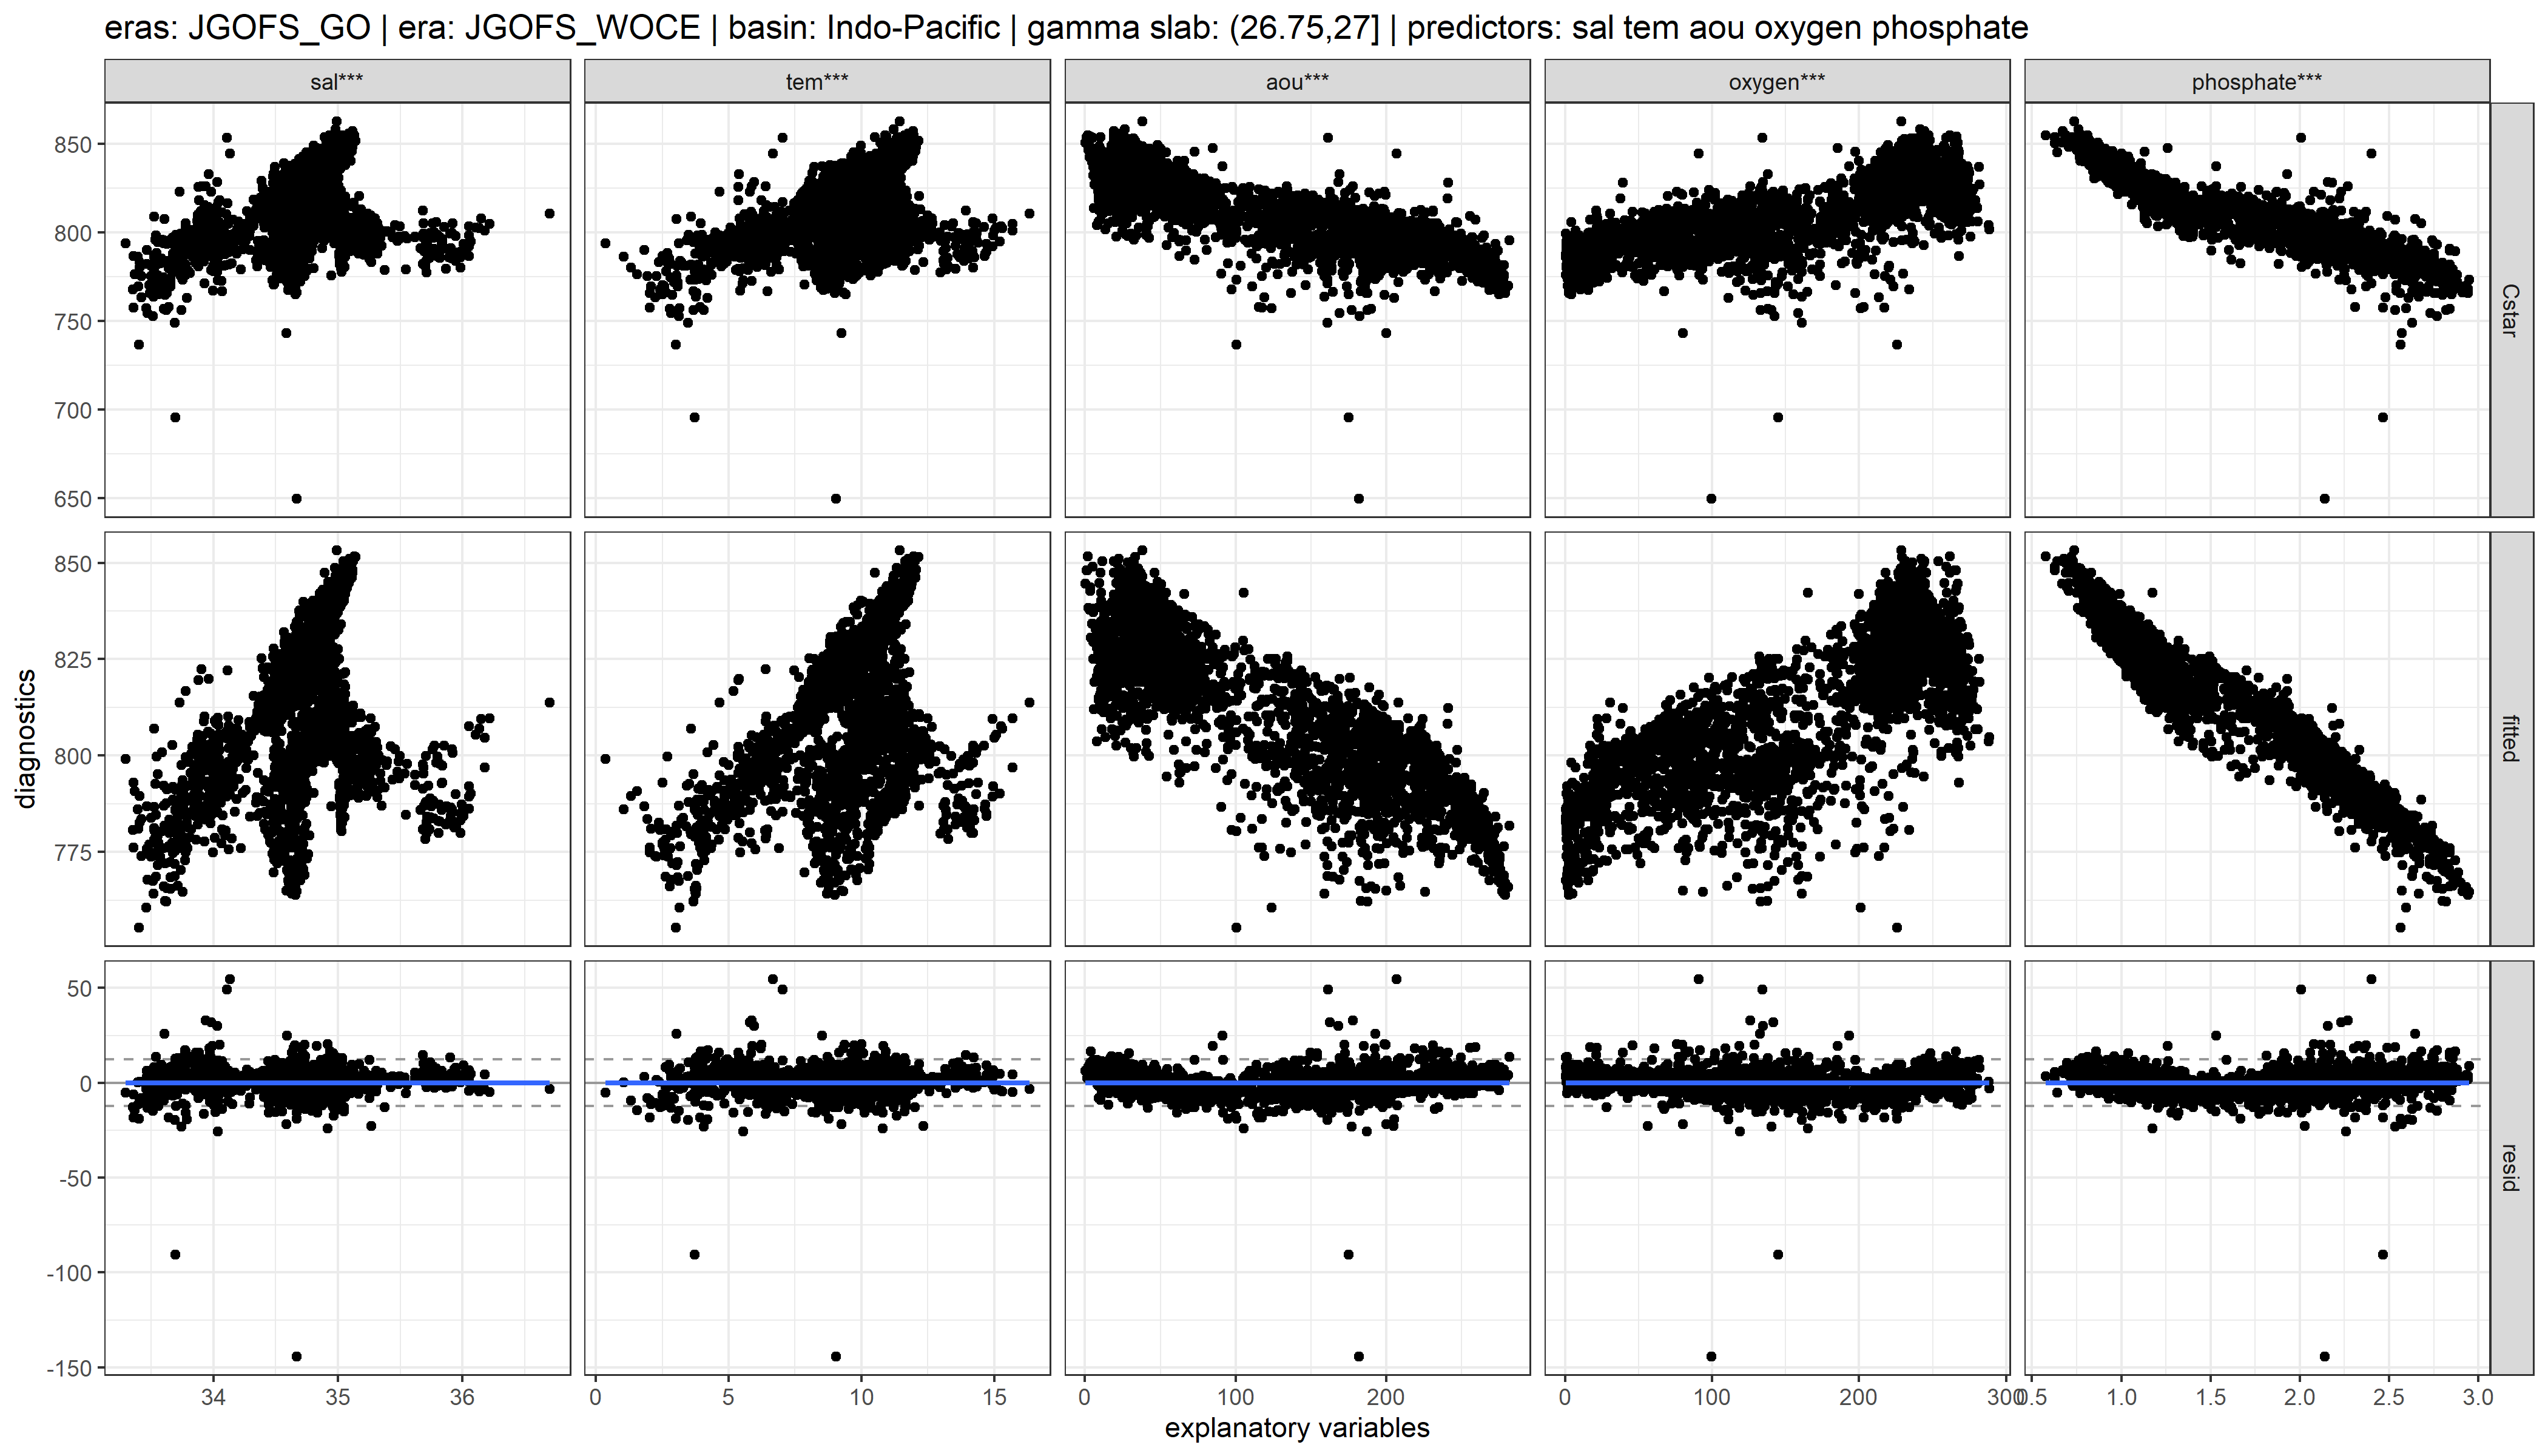 eras: JGOFS_GO | era: JGOFS_WOCE | basin: Indo-Pacific | gamma slab: (26.75,27] | predictors: sal tem aou oxygen phosphate
sal*** tem*** aou*** oxygen*** phosphate***
850
800
750
700
650
Cstar
850
825
800
775
fitted
diagnostics
50
0
-50
-100
-150
resid
34 35 36 0 5 10 15 0 100 200 0 100 200 300 0.5 1.0 1.5 2.0 2.5 3.0
explanatory variables